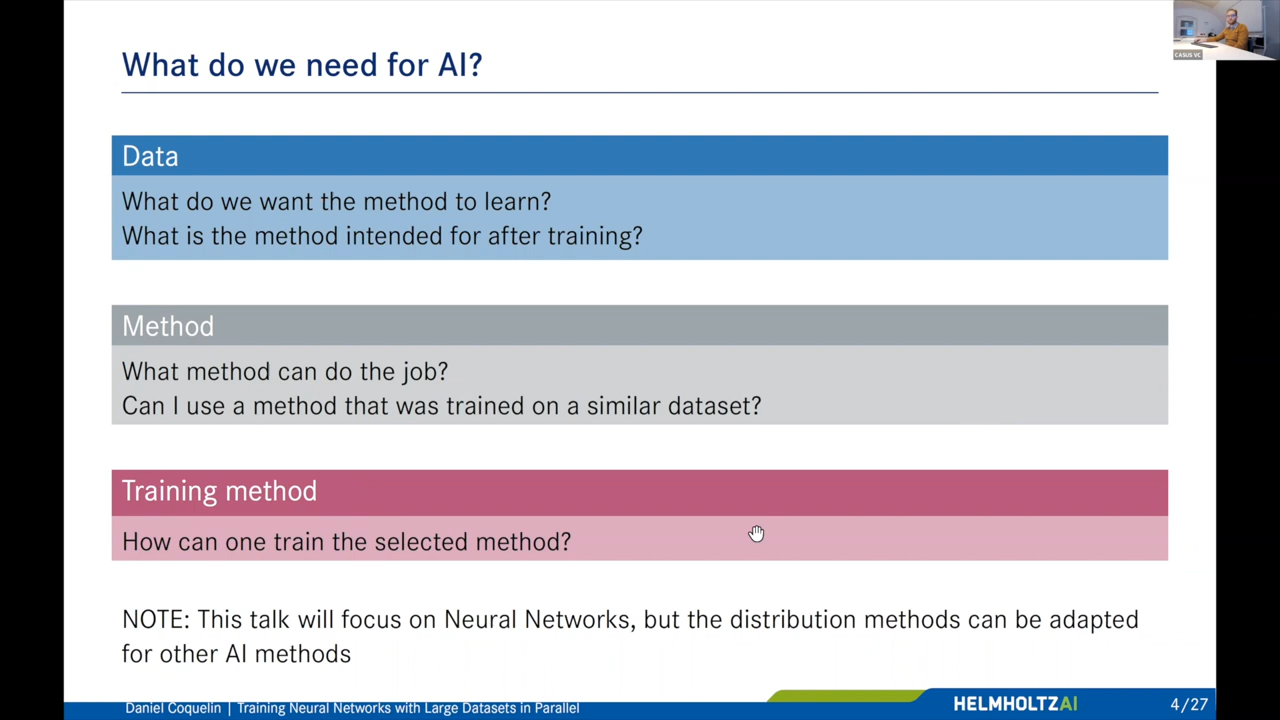 What do we need for AI?
CASUS VC
Data
What do we want the method to learn?
What is the method intended for after training?
Method
What method can do the job?
Can I use a method that was trained on a similar dataset?
Training method
How can one train the selected method?
NOTE: This talk will focus on Neural Networks, but the distribution methods can be adapted
for other AI methods
Daniel Coquelin | Training Neural Networks with Large Datasets in Parallel
HELMHOLTZAI
4/27